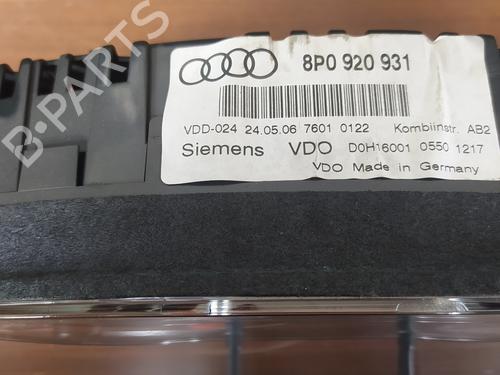 8P0 920 931
VDD-024 24.05.06 7601 0122 Kombiinstr. AB2
Siemens VDO D0H16001 0550 1217
VDO Made in Germany
B-PARTS